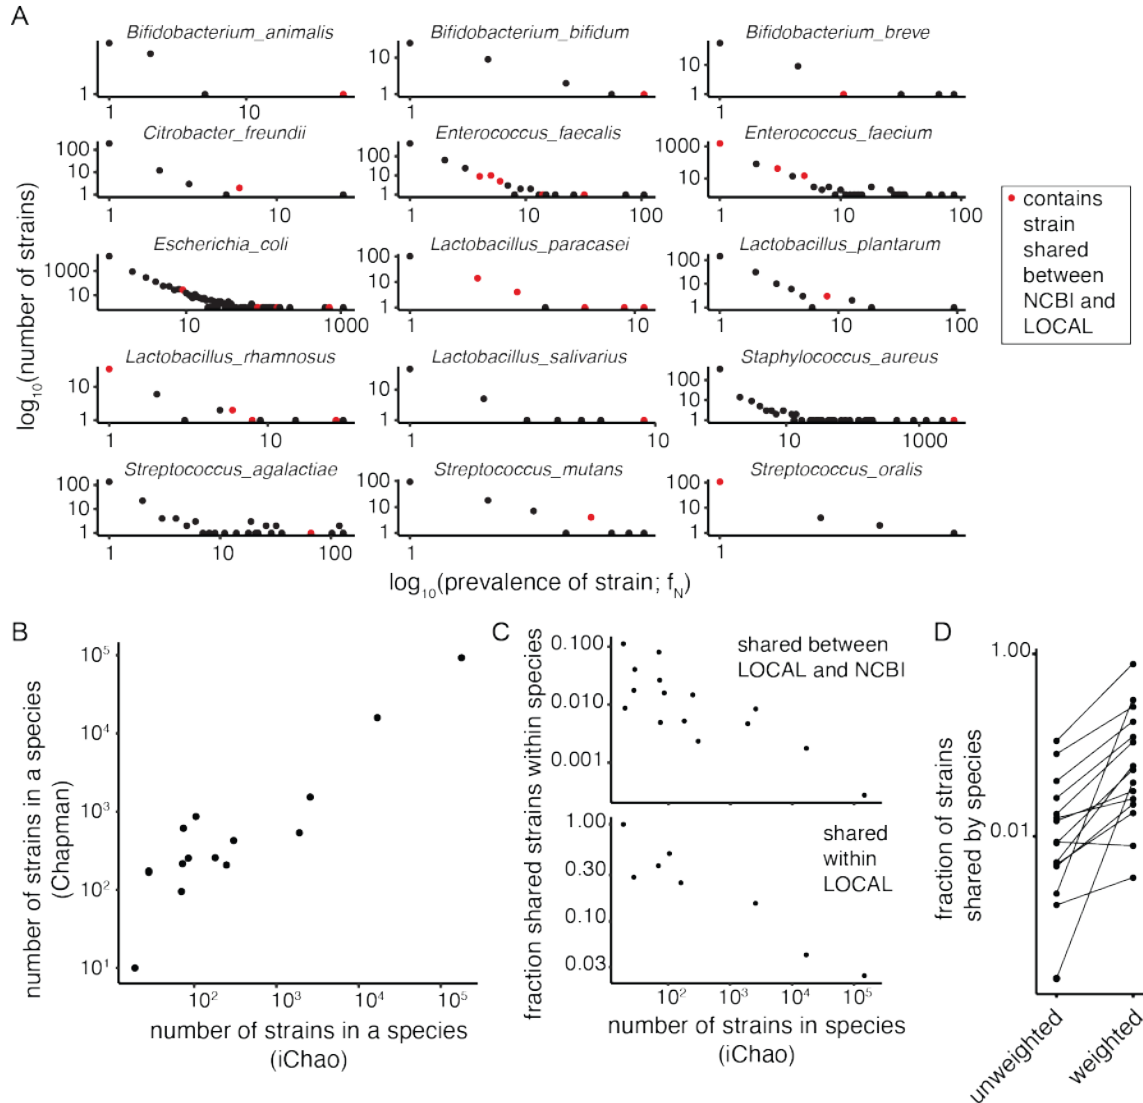 A
Bifidobacterium_animalis
Bifidobacterium_bifidum
Bifidobacterium_breve
10
1
1
10
10
1
1
10
100
10
1
1
10
Citrobacter_freundii
Enterococcus_faecalis
Enterococcus_faecium
100
10
1
1
10
100
10
1
1
10
100
1000
10
1
10
100
Escherichia_coli
Lactobacillus_paracasei
Lactobacillus_plantarum
1000
10
10
1000
100
10
1
1
10
100
10
1
1
10
100
Lactobacillus_rhamnosus
Lactobacillus_salivarius
Staphylococcus_aureus
10
1
1
10
10
1
1
10
100
10
1
10
1000
Streptococcus_agalactiae
Streptococcus_mutans
Streptococcus_oralis
100
10
1
1
10
100
100
10
1
1
100
10
1
1
log10(number of strains)
log10(prevalence of strain; fN)
contains
strain
shared
between
NCBI and
LOCAL
B
10^5
10^4
10^3
10^2
10^1
10^2
10^3
10^4
10^5
number of strains in a species
(Chapman)
number of strains in a species
(iChao)
C
shared between
LOCAL and NCBI
0.100
0.010
0.001
shared
within
LOCAL
1.00
0.30
0.10
0.03
10^2
10^3
10^4
10^5
fraction shared strains within species
number of strains in species
(iChao)
D
1.00
0.01
fraction of strains
shared by species
unweighted
weighted